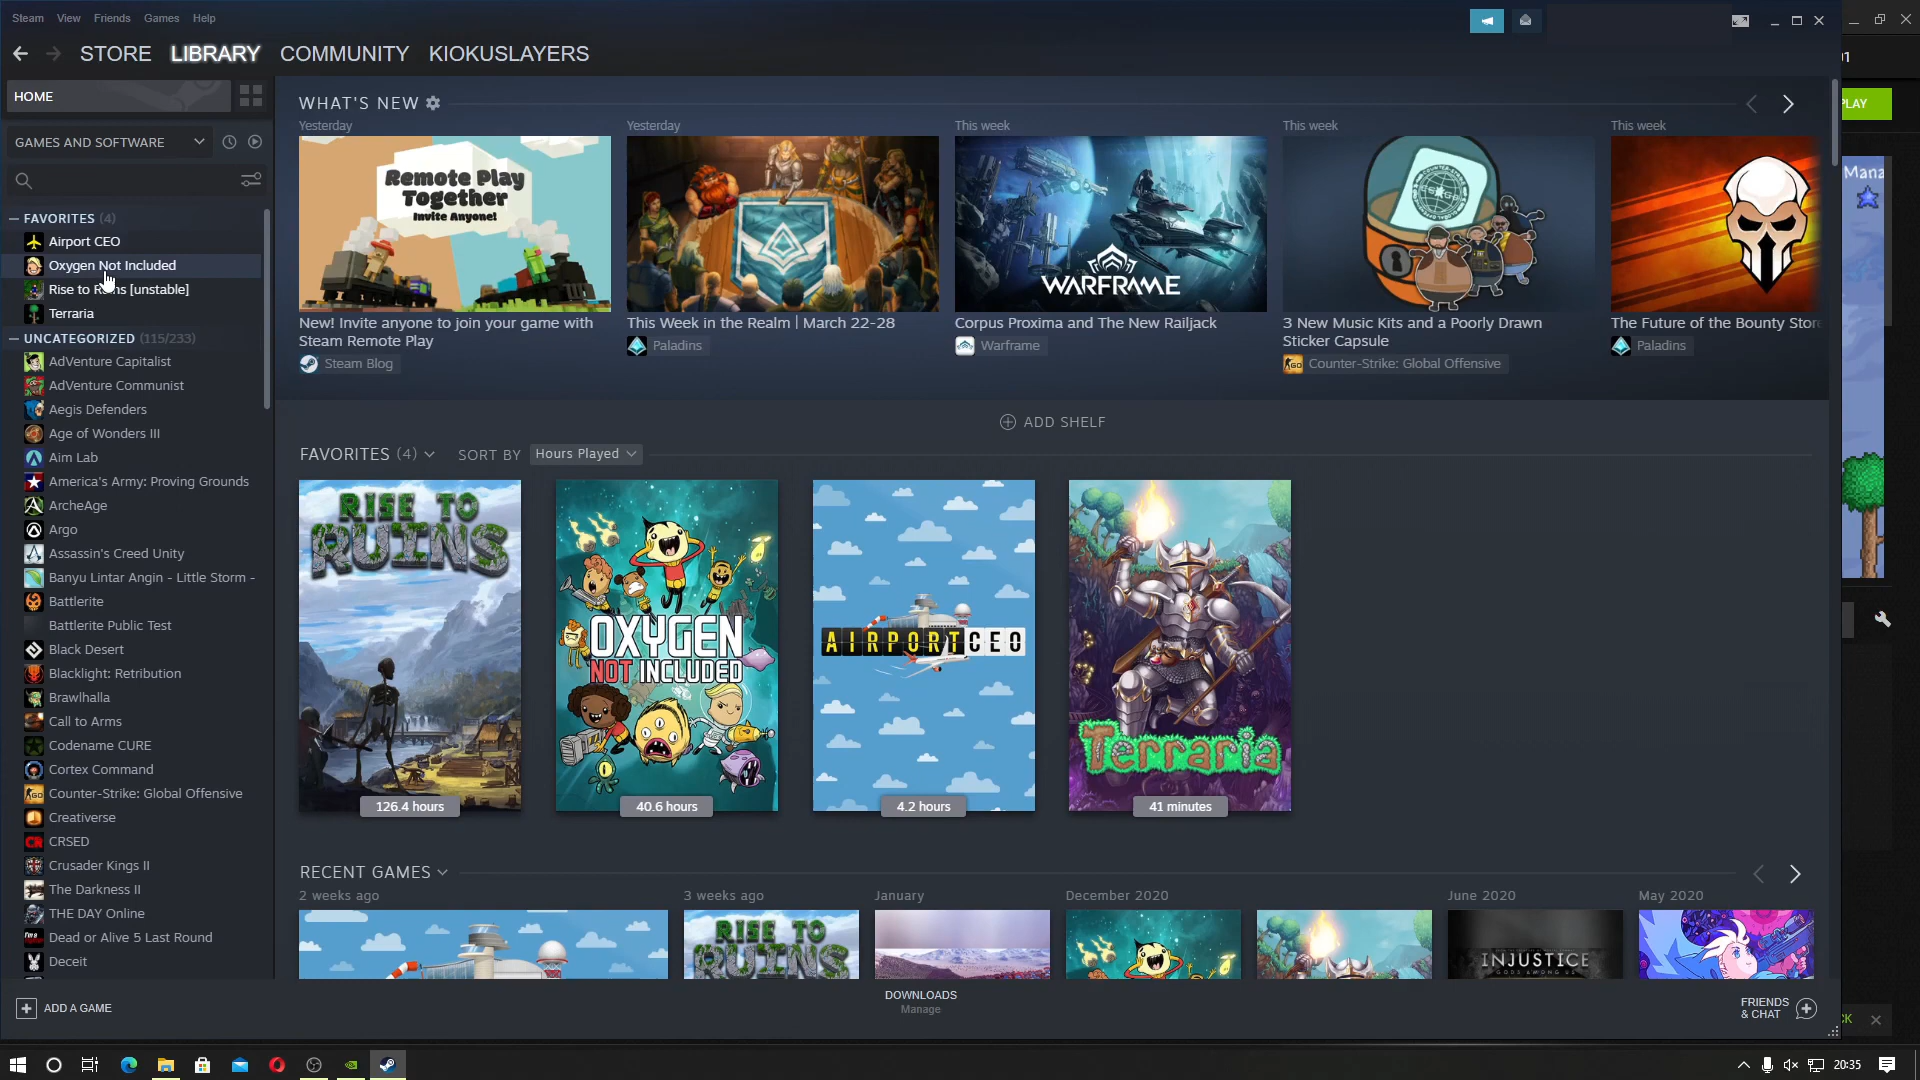 Steam View Friends Games Help
STORE LIBRARY COMMUNITY KIOKUSLAYERS
HOME
GAMES AND SOFTWARE
FAVORITES (4)
Airport CEO
Oxygen Not Included
Rise to Ruins [unstable]
Terraria
UNCATEGORIZED (115/233)
AdVenture Capitalist
AdVenture Communist
Aegis Defenders
Age of Wonders III
Aim Lab
America's Army: Proving Grounds
ArcheAge
Argo
Assassin's Creed Unity
Banyu Lintar Angin - Little Storm -
Battlerite
Battlerite Public Test
Black Desert
Blacklight: Retribution
Brawlhalla
Call to Arms
Codename CURE
Cortex Command
Counter-Strike: Global Offensive
Creativerse
CRSED
Crusader Kings II
The Darkness II
THE DAY Online
Dead or Alive 5 Last Round
Deceit
ADD A GAME
WHAT'S NEW
Yesterday
Remote Play
Together
Invite Anyone!
New! Invite anyone to join your game with
Steam Remote Play
Steam Blog
Yesterday
This Week in the Realm | March 22-28
Paladins
This week
WARFRAME
Corpus Proxima and The New Railjack
Warframe
This week
3 New Music Kits and a Poorly Drawn
Sticker Capsule
Counter-Strike: Global Offensive
This week
The Future of the Bounty Store
Paladins
ADD SHELF
FAVORITES (4) SORT BY Hours Played
RISE TO
RUINS
126.4 hours
OXYGEN
NOT INCLUDED
40.6 hours
AIRPORTCEO
4.2 hours
Terraria
41 minutes
RECENT GAMES
2 weeks ago
3 weeks ago
RISE TO
RUINS
January
December 2020
June 2020
INJUSTICE
GODS AMONG US
May 2020
DOWNLOADS
Manage
FRIENDS
& CHAT
PLAY
Mana
20:35